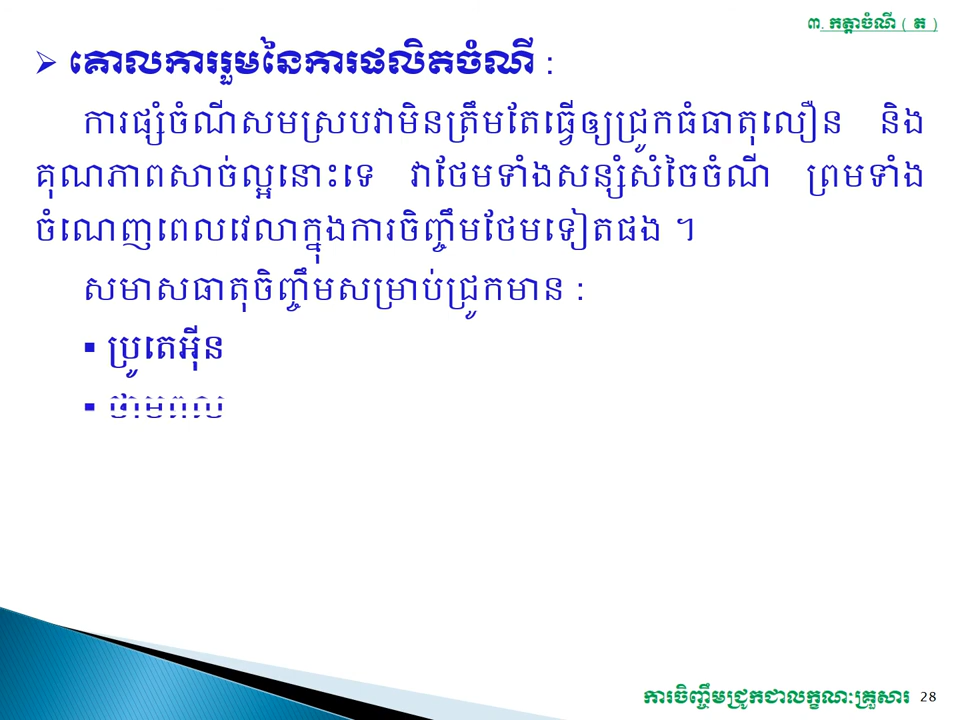 ៣. កត្តាចំណី ( ត )
គោលការរួមនៃការផលិតចំណី :
ការផ្សំចំណីសមស្របវាមិនត្រឹមតែធ្វើឲ្យជ្រូកធំធាតុលឿន និង
គុណភាពសាច់ល្អនោះទេ វាថែមទាំងសន្សំសំចៃចំណី ព្រមទាំង
ចំណេញពេលវេលាក្នុងការចិញ្ចឹមថែមទៀតផង ។
សមាសធាតុចិញ្ចឹមសម្រាប់ជ្រូកមាន :
▪ ប្រូតេអ៊ីន
▪ ថាមពល
ការចិញ្ចឹមជ្រូកជាលក្ខណៈគ្រួសារ 28